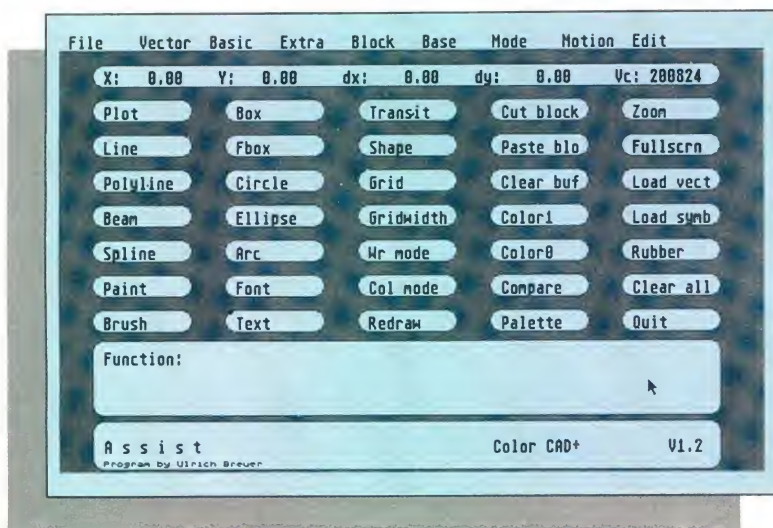 File Vector Basic Extra Block Base Mode Motion Edit
X: 0.00 Y: 0.00 dx: 0.00 dy: 0.00 Vc: 200824
Plot Box Transit Cut block Zoom
Line Fbox Shape Paste blo Fullscrn
Polyline Circle Grid Clear buf Load vect
Beam Ellipse Gridwidth Color1 Load symb
Spline Arc Wr mode Color0 Rubber
Paint Font Col mode Compare Clear all
Brush Text Redraw Palette Quit
Function:
Assist Color CAD+ V1.2
Program by Ulrich Breuer